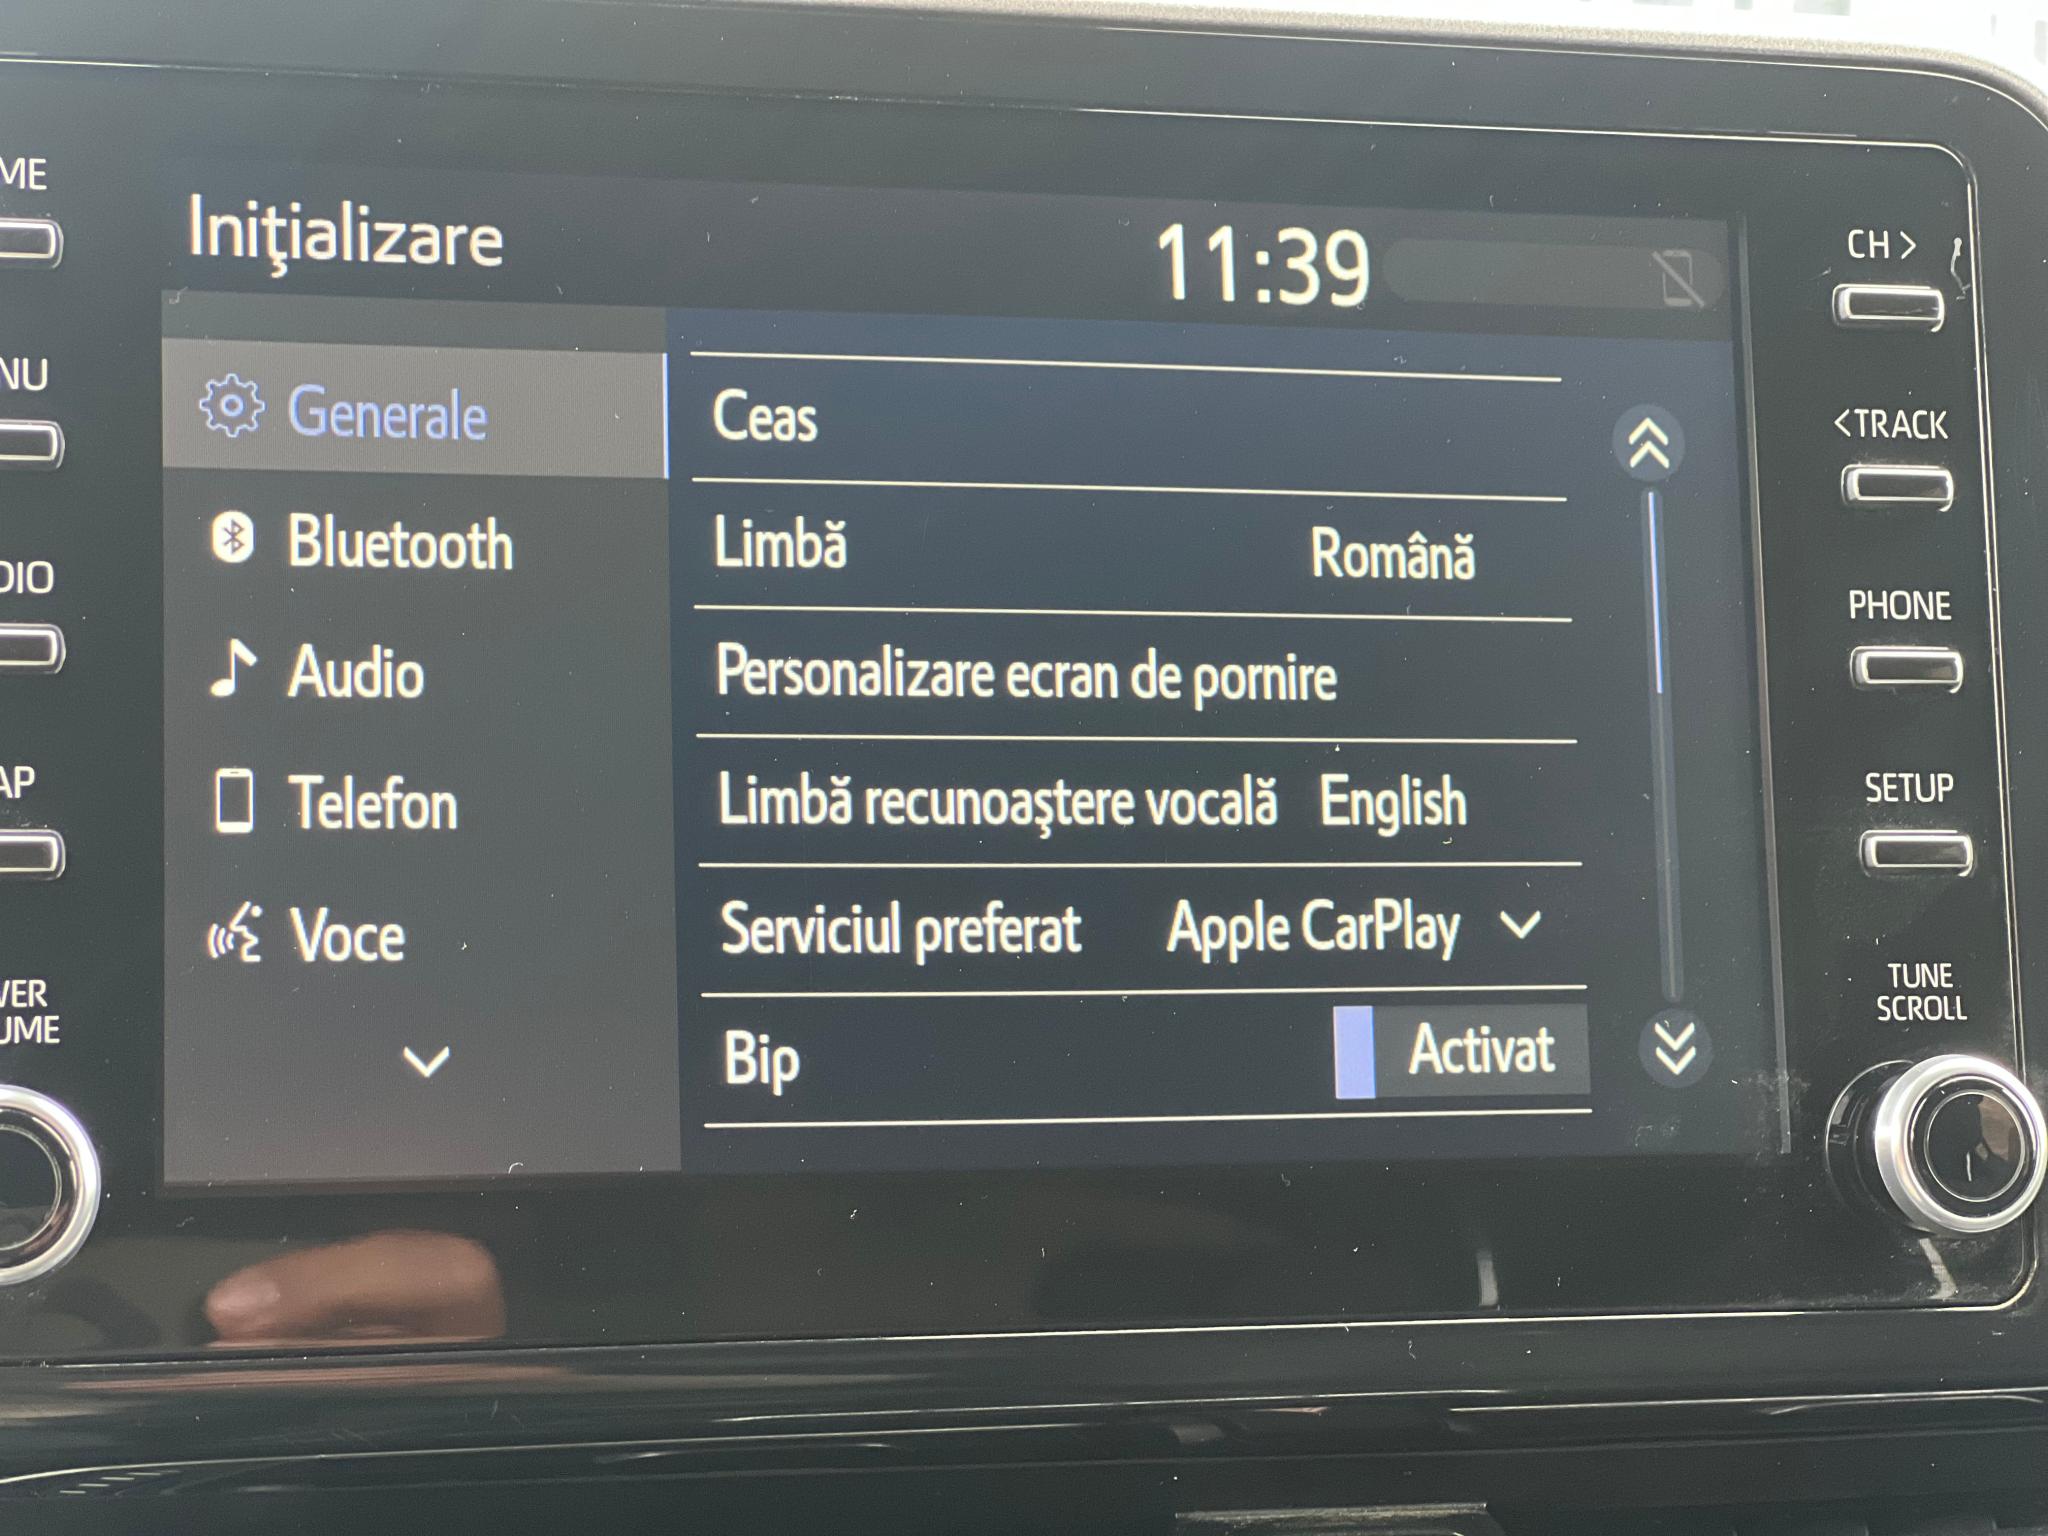 Iniţializare 11:39
Generale
Bluetooth
Audio
Telefon
Voce
Ceas
Limbă Română
Personalizare ecran de pornire
Limbă recunoaştere vocală English
Serviciul preferat Apple CarPlay
Bip Activat
CH>
<TRACK
PHONE
SETUP
TUNE
SCROLL